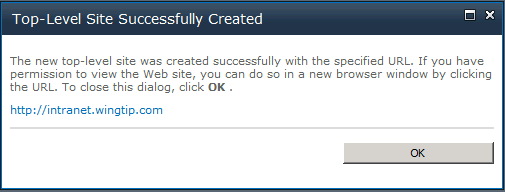 Top-Level Site Successfully Created
The new top-level site was created successfully with the specified URL. If you have
permission to view the Web site, you can do so in a new browser window by clicking
the URL. To close this dialog, click OK .
http://intranet.wingtip.com
OK